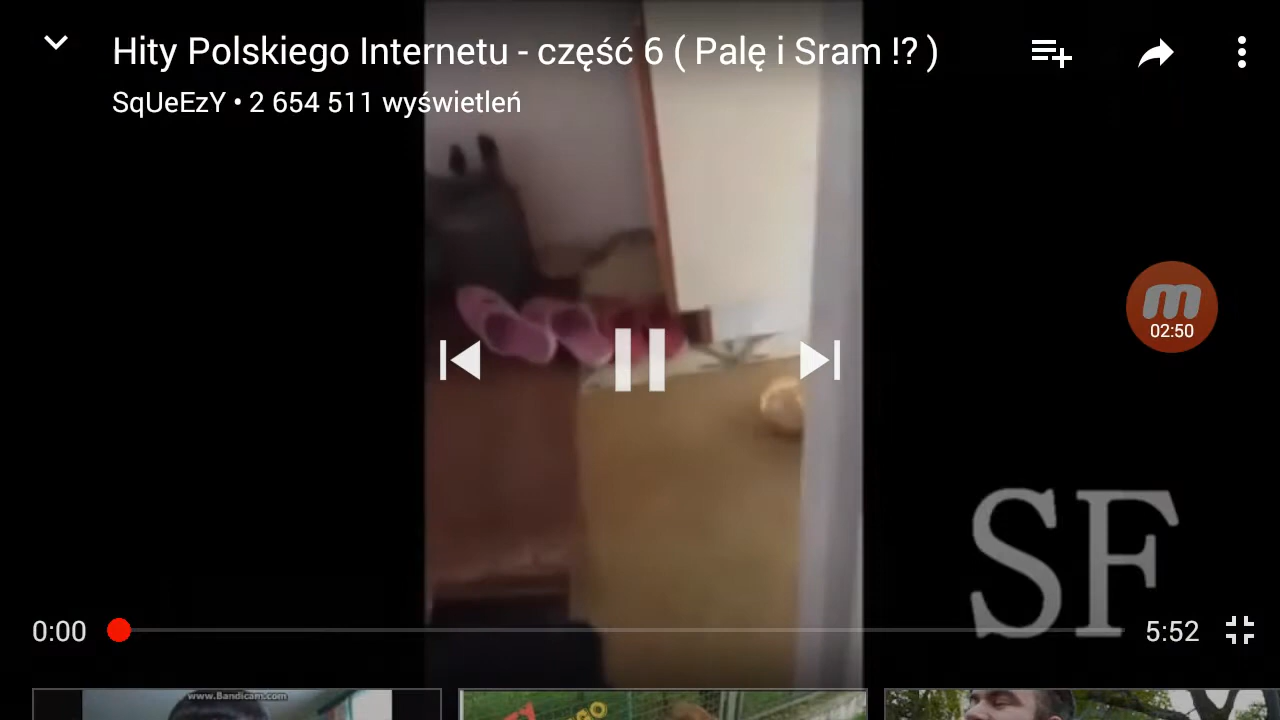 Hity Polskiego Internetu - część 6 ( Palę i Sram !? )
SqUeEzY • 2 654 511 wyświetleń
m
02:50
SF
0:00
5:52
www.Bandicam.com